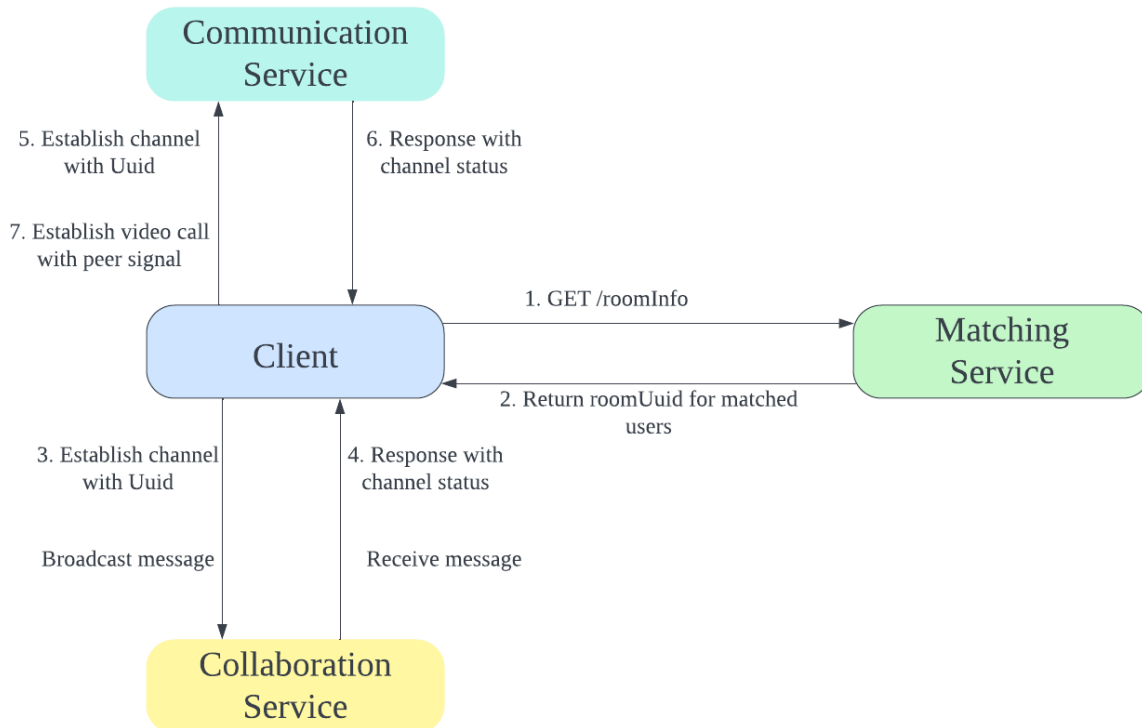 Communication
Service
5. Establish channel
with Uuid
6. Response with
channel status
7. Establish video call
with peer signal
1. GET /roomInfo
Client
Matching
Service
2. Return roomUuid for matched
users
3. Establish channel
with Uuid
4. Response with
channel status
Broadcast message
Receive message
Collaboration
Service